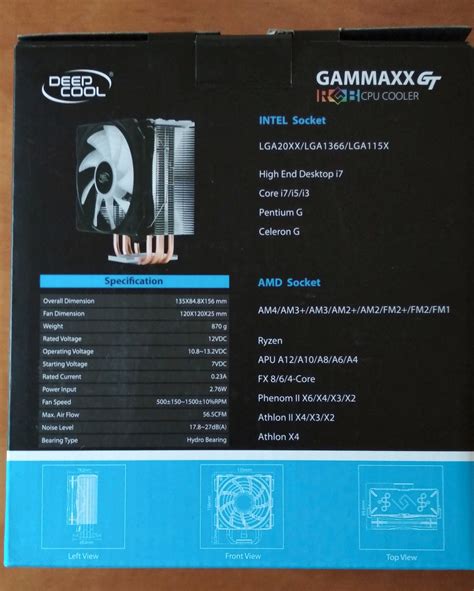 DEEP
COOL
GAMMAXX GT
RGB CPU COOLER
INTEL Socket
LGA20XX/LGA1366/LGA115X
High End Desktop i7
Core i7/i5/i3
Pentium G
Celeron G
Specification
Overall Dimension 135X84.8X156 mm
Fan Dimension 120X120X25 mm
Weight 870 g
Rated Voltage 12VDC
Operating Voltage 10.8~13.2VDC
Starting Voltage 7VDC
Rated Current 0.23A
Power Input 2.76W
Fan Speed 500±150~1500±10%RPM
Max. Air Flow 56.5CFM
Noise Level 17.8~27dB(A)
Bearing Type Hydro Bearing
AMD Socket
AM4/AM3+/AM3/AM2+/AM2/FM2+/FM2/FM1
Ryzen
APU A12/A10/A8/A6/A4
FX 8/6/4-Core
Phenom II X6/X4/X3/X2
Athlon II X4/X3/X2
Athlon X4
Left View
Front View
Top View